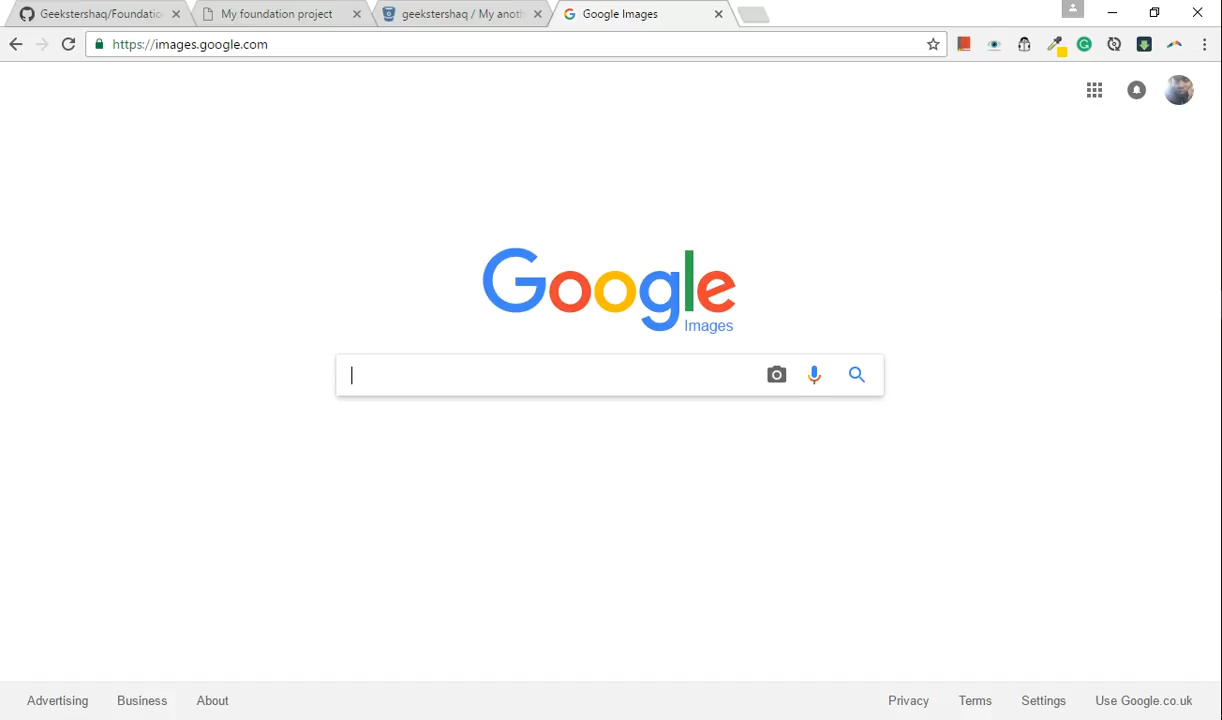 Geekstershaq/Foundatio
My foundation project
geekstershaq / My anoth
Google Images
https://images.google.com
Google
Images
Advertising
Business
About
Privacy
Terms
Settings
Use Google.co.uk